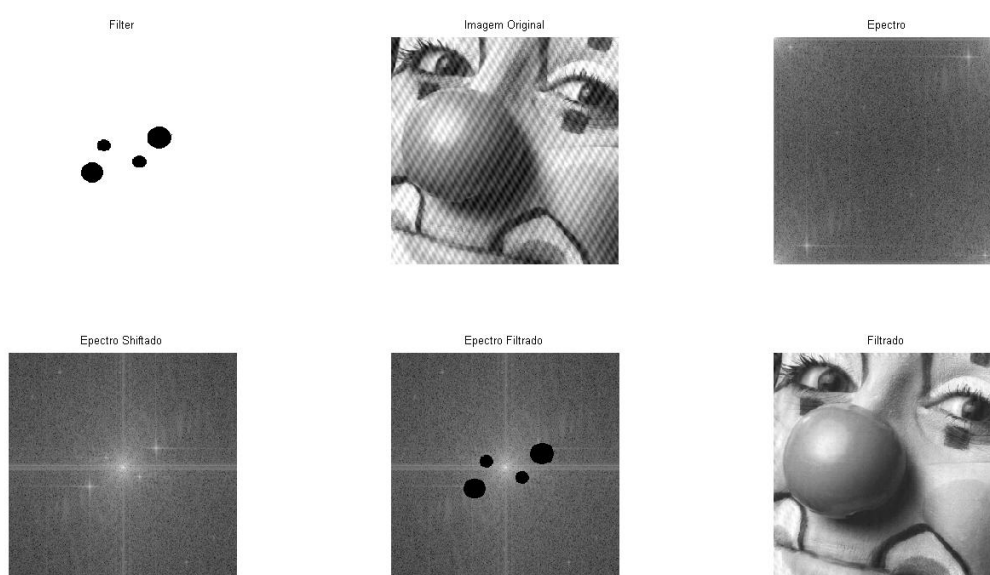 Filter
Imagem Original
Epectro
Epectro Shiftado
Epectro Filtrado
Filtrado